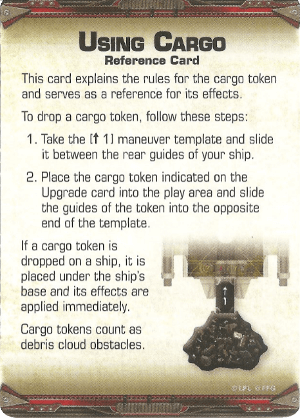 USING CARGO
Reference Card
This card explains the rules for the cargo token
and serves as a reference for its effects.
To drop a cargo token, follow these steps:
1. Take the [↑ 1] maneuver template and slide
it between the rear guides of your ship.
2. Place the cargo token indicated on the
Upgrade card into the play area and slide
the guides of the token into the opposite
end of the template.
If a cargo token is
dropped on a ship, it is
placed under the ship's
base and its effects are
applied immediately.
Cargo tokens count as
debris cloud obstacles.
1
© LFL © FFG